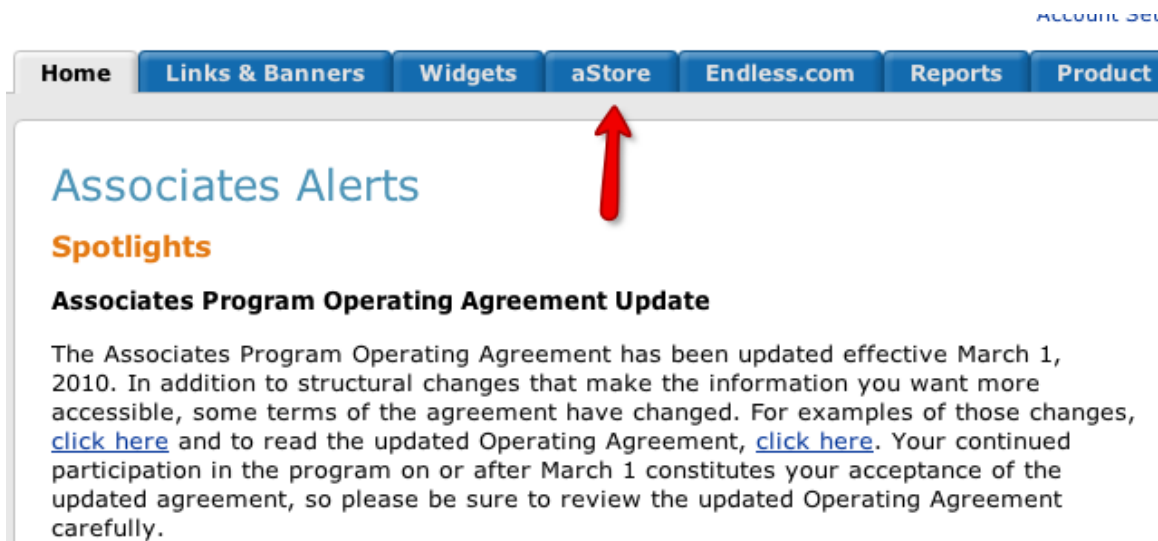 Account Set
Home Links & Banners Widgets aStore Endless.com Reports Product
Associates Alerts
Spotlights
Associates Program Operating Agreement Update
The Associates Program Operating Agreement has been updated effective March 1,
2010. In addition to structural changes that make the information you want more
accessible, some terms of the agreement have changed. For examples of those changes,
click here and to read the updated Operating Agreement, click here. Your continued
participation in the program on or after March 1 constitutes your acceptance of the
updated agreement, so please be sure to review the updated Operating Agreement
carefully.